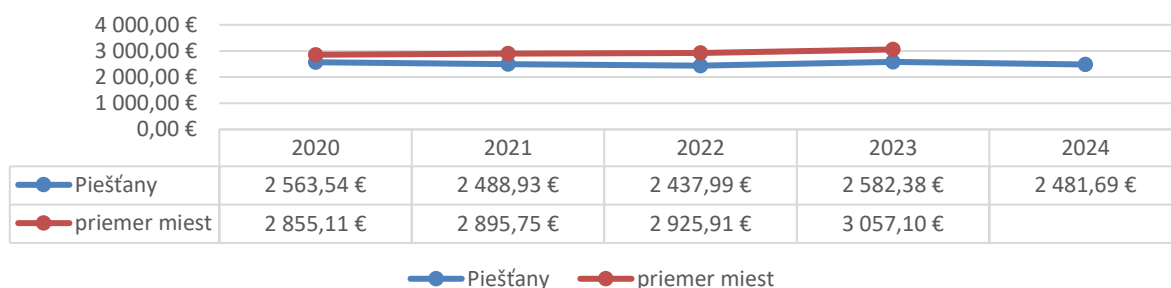 4 000,00 €
3 000,00 €
2 000,00 €
1 000,00 €
0,00 €
2020 2021 2022 2023 2024
Piešťany 2 563,54 € 2 488,93 € 2 437,99 € 2 582,38 € 2 481,69 €
priemer miest 2 855,11 € 2 895,75 € 2 925,91 € 3 057,10 €
Piešťany priemer miest